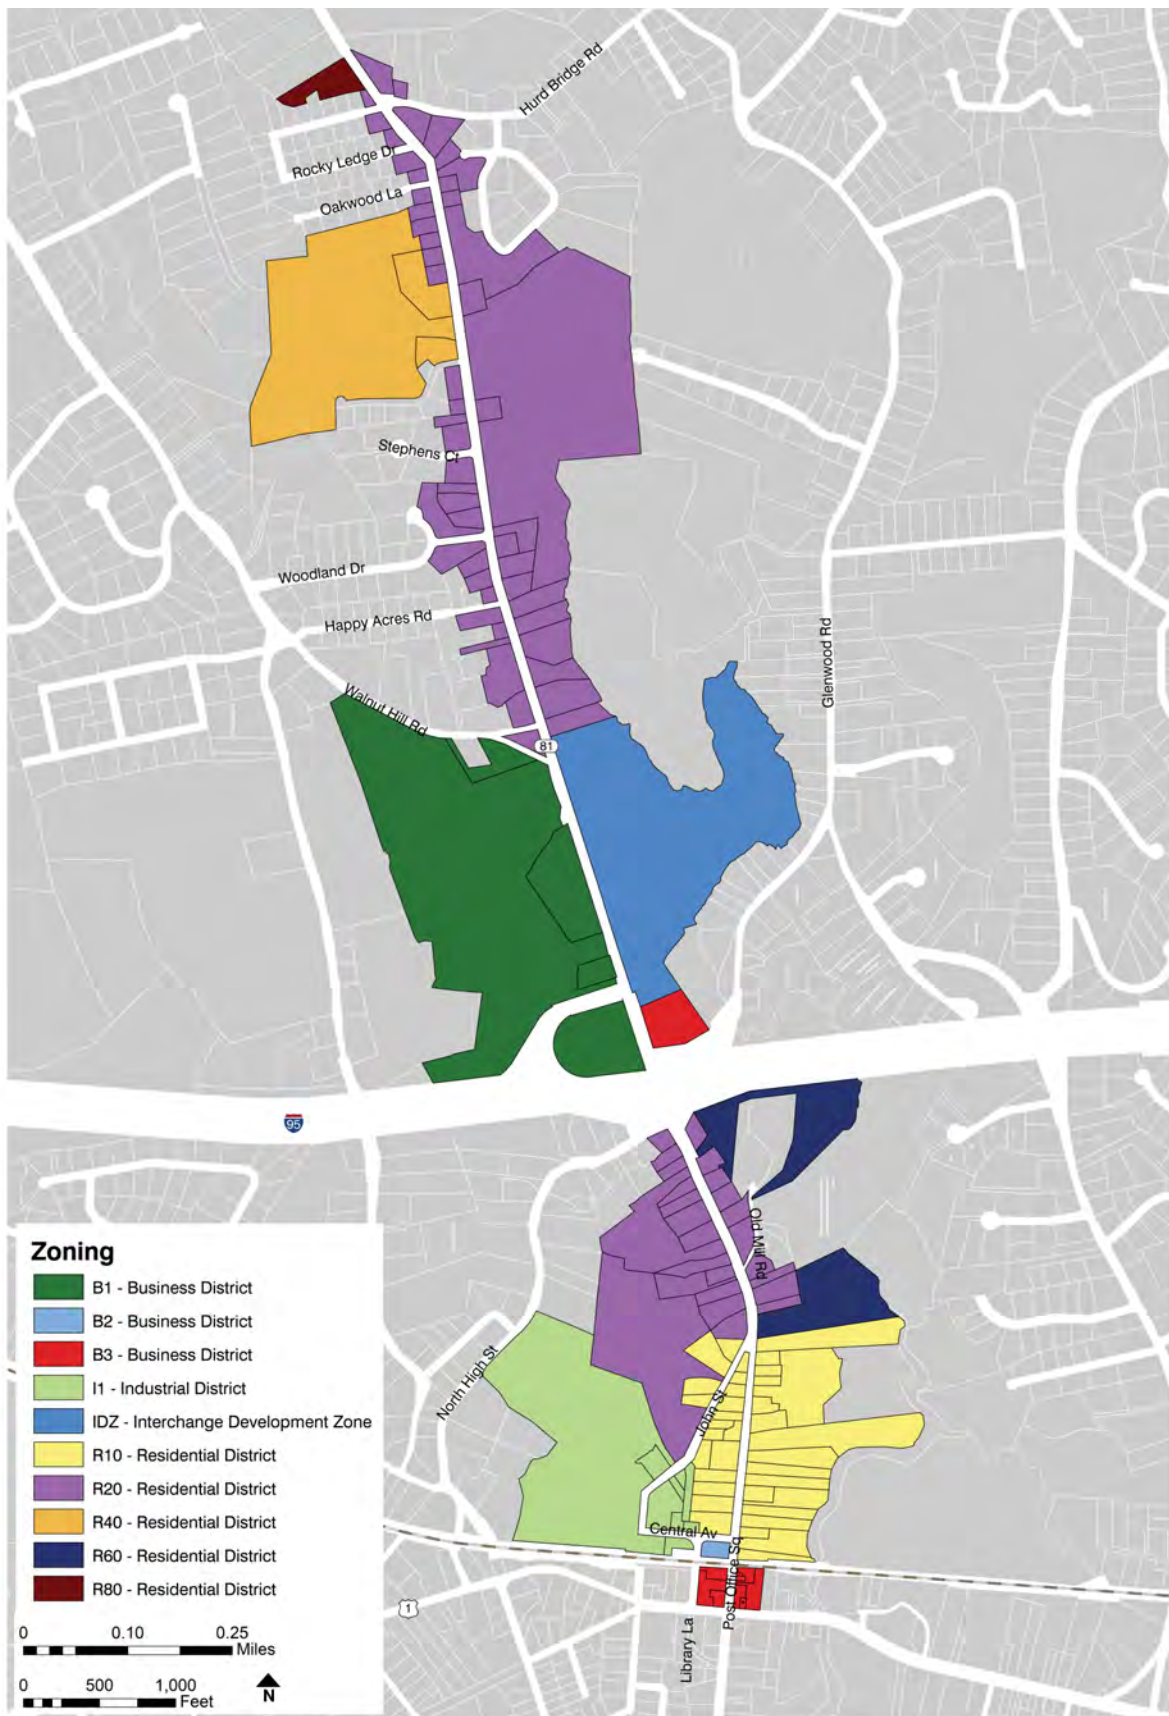 Hurd Bridge Rd
Rocky Ledge Dr
Oakwood La
Stephens Ct
Woodland Dr
Happy Acres Rd
Glenwood Rd
Walnut Hill Rd
81
95
Old Mill Rd
North High St
John St
Central Av
Post Office Sq
Library La
1
Zoning
B1 - Business District
B2 - Business District
B3 - Business District
I1 - Industrial District
IDZ - Interchange Development Zone
R10 - Residential District
R20 - Residential District
R40 - Residential District
R60 - Residential District
R80 - Residential District
0 0.10 0.25
Miles
0 500 1,000
Feet
N